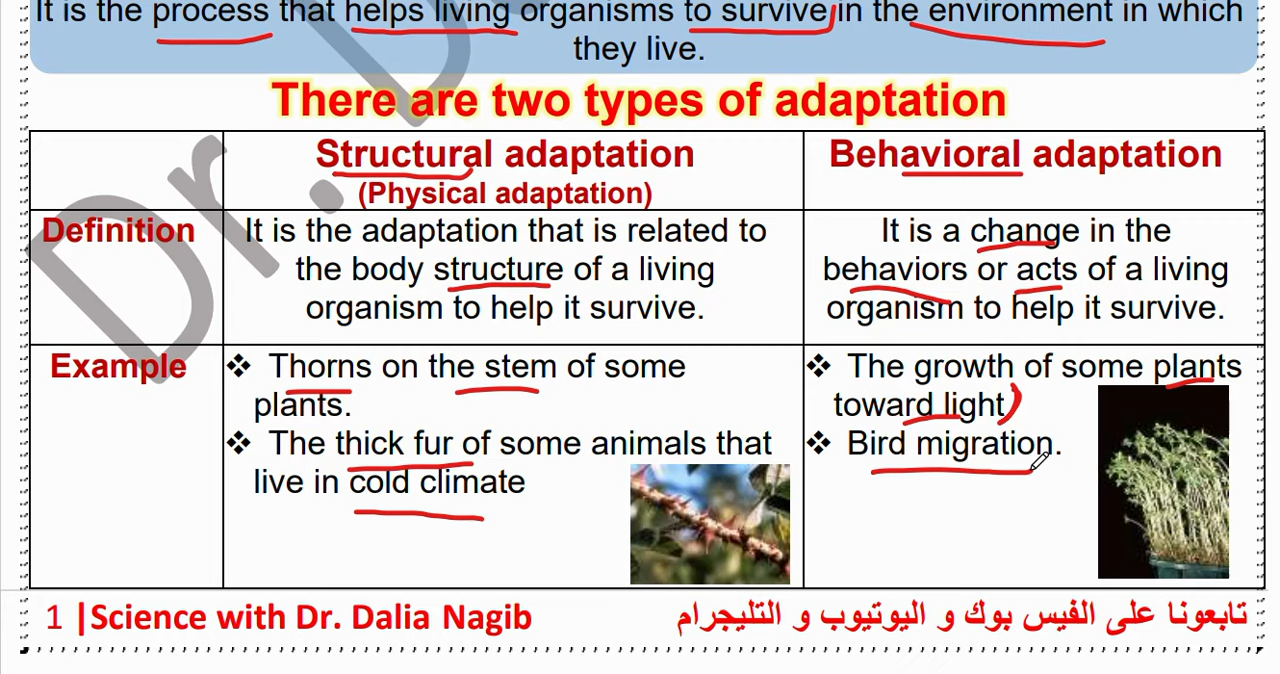 It is the process that helps living organisms to survive in the environment in which
they live.
There are two types of adaptation
Structural adaptation
(Physical adaptation)
Behavioral adaptation
Definition
It is the adaptation that is related to
the body structure of a living
organism to help it survive.
It is a change in the
behaviors or acts of a living
organism to help it survive.
Example
❖ Thorns on the stem of some
plants.
❖ The thick fur of some animals that
live in cold climate
❖ The growth of some plants
toward light
❖ Bird migration.
1 |Science with Dr. Dalia Nagib
تابعونا على الفيس بوك و اليوتيوب و التليجرام
Dr. D